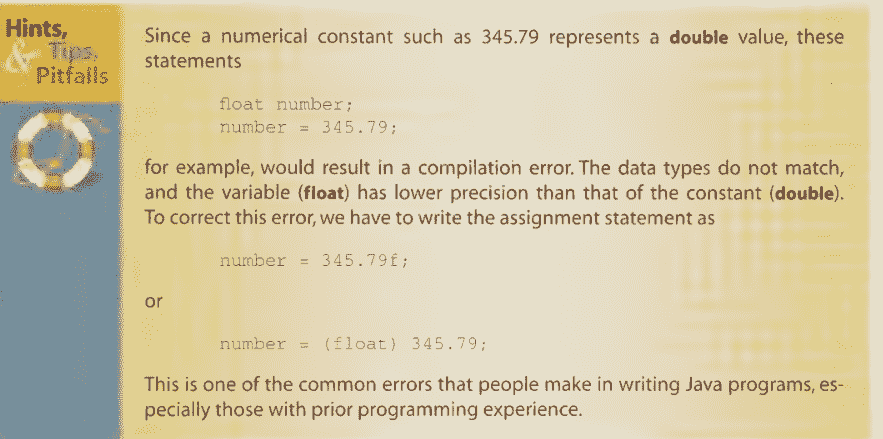 Hints,
& Tips,
Pitfalls
Since a numerical constant such as 345.79 represents a double value, these
statements
float number;
number = 345.79;
for example, would result in a compilation error. The data types do not match,
and the variable (float) has lower precision than that of the constant (double).
To correct this error, we have to write the assignment statement as
number = 345.79f;
or
number = (float) 345.79;
This is one of the common errors that people make in writing Java programs, es-
pecially those with prior programming experience.